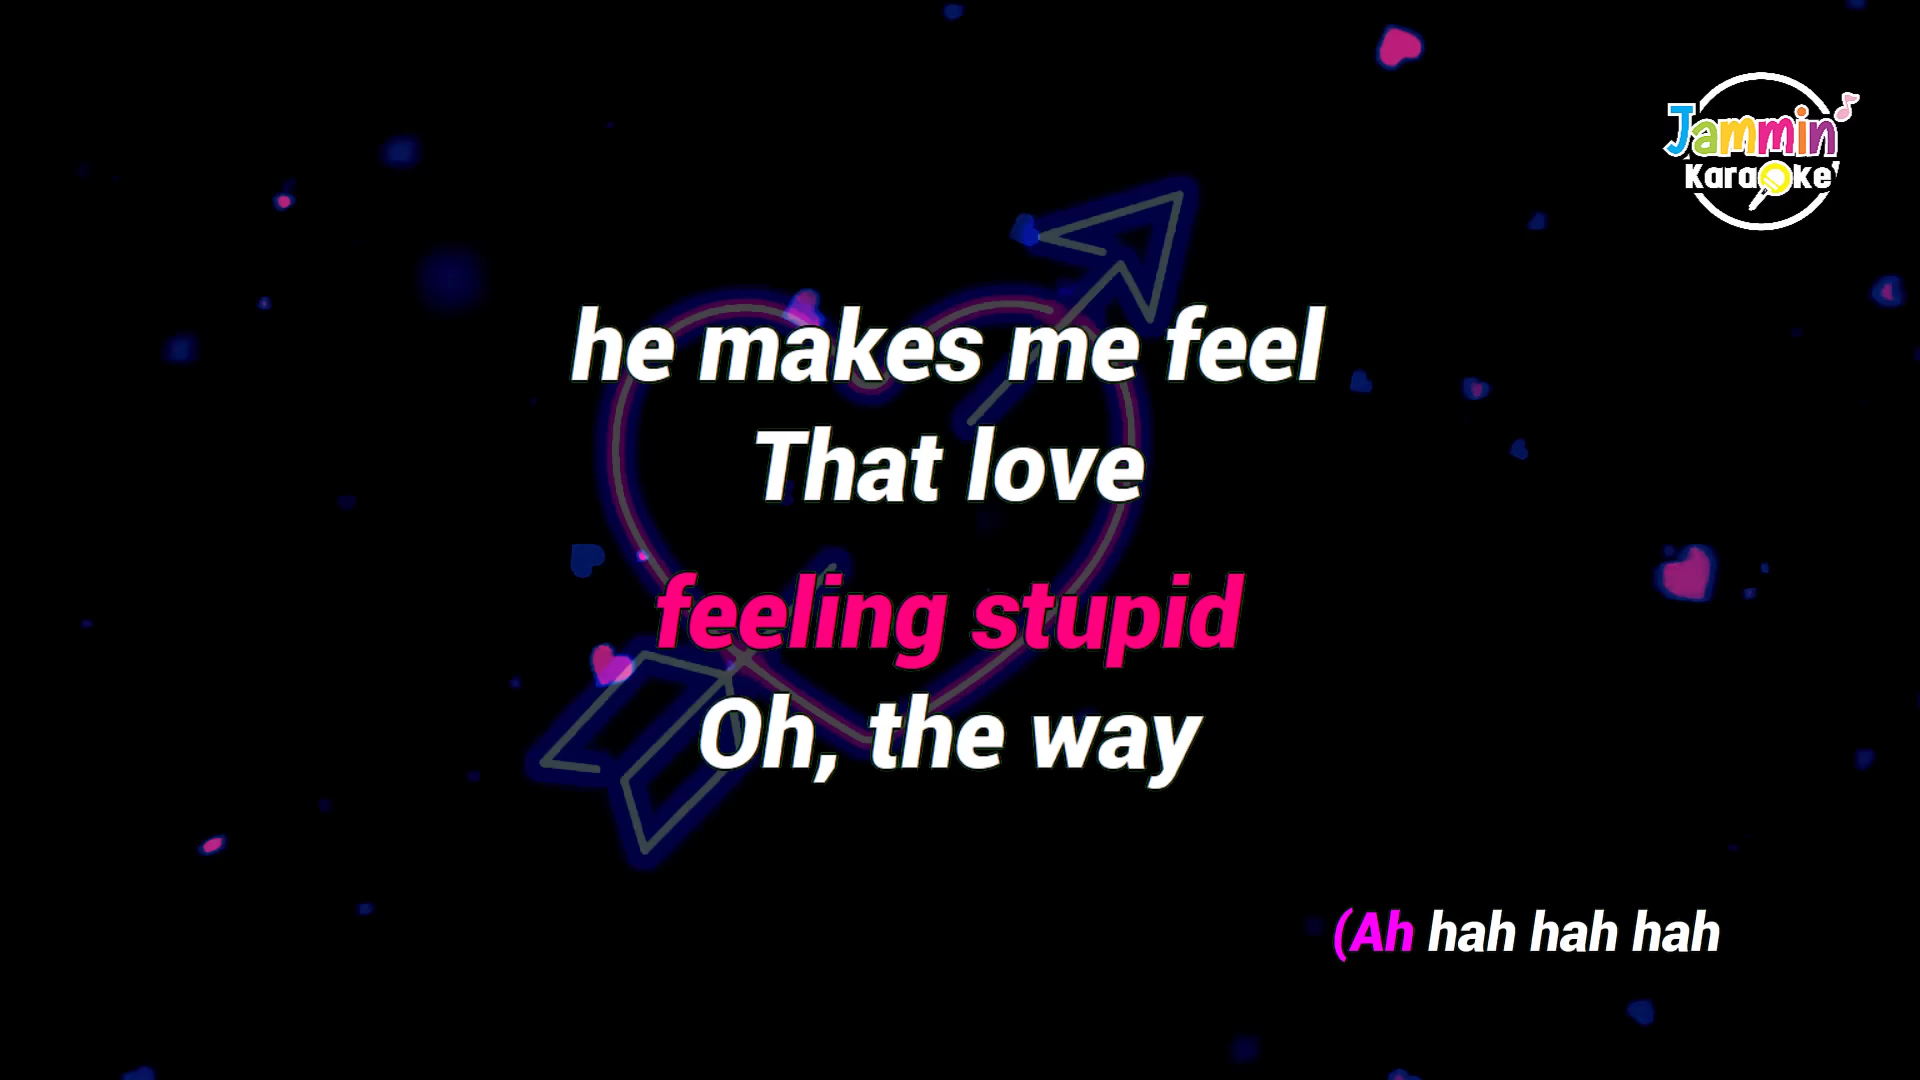 Jammin'
Karaoke
he makes me feel
That love
feeling stupid
Oh, the way
(Ah hah hah hah